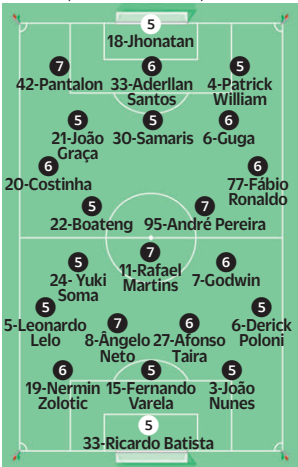 5
18-Jhonatan
7 6 5
42-Pantalon 33-Aderllan 4-Patrick
Santos William
5 5 6
21-João 30-Samaris 6-Guga
Graça
6 6
20-Costinha 77-Fábio
Ronaldo
5 7
22-Boateng 95-André Pereira
7
5 11-Rafael 6
24- Yuki Martins 7-Godwin
Soma
5 5
5-Leonardo 7 6 6-Derick
Lelo 8-Ângelo 27-Afonso Poloni
Neto Taira
6 5 5
19-Nermin 15-Fernando 3-João
Zolotic Varela Nunes
5
33-Ricardo Batista